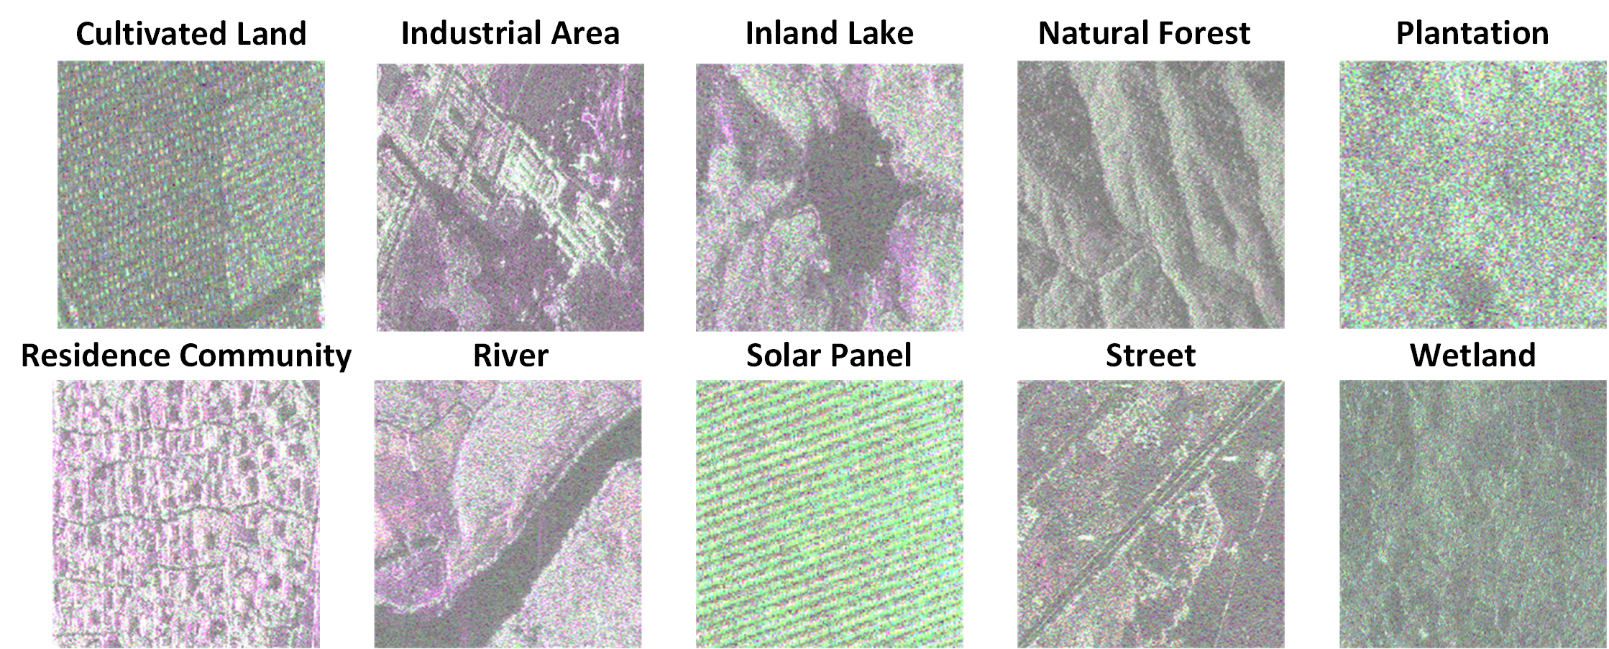 Cultivated Land
Industrial Area
Inland Lake
Natural Forest
Plantation
Residence Community
River
Solar Panel
Street
Wetland